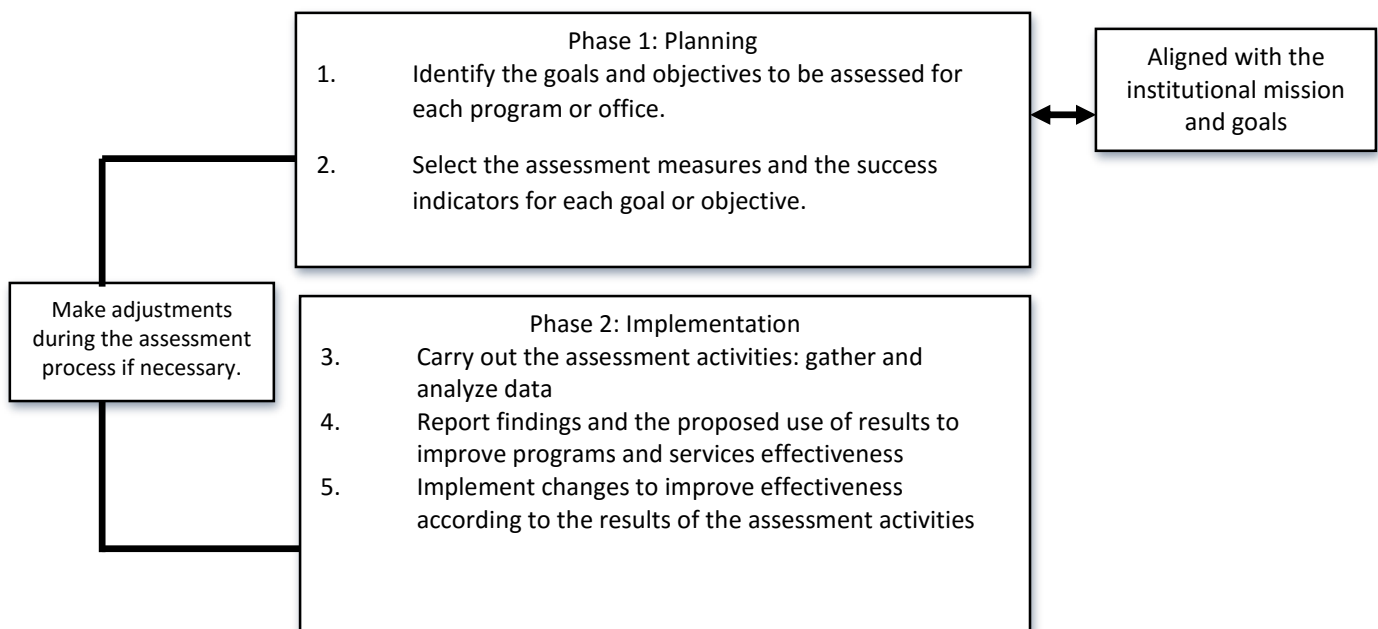 Phase 1: Planning
1. Identify the goals and objectives to be assessed for
each program or office.
2. Select the assessment measures and the success
indicators for each goal or objective.
Aligned with the
institutional mission
and goals
Make adjustments
during the assessment
process if necessary.
Phase 2: Implementation
3. Carry out the assessment activities: gather and
analyze data
4. Report findings and the proposed use of results to
improve programs and services effectiveness
5. Implement changes to improve effectiveness
according to the results of the assessment activities